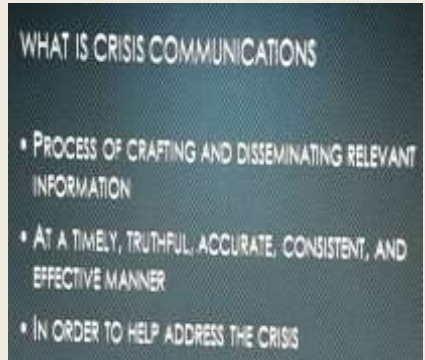 WHAT IS CRISIS COMMUNICATIONS
• PROCESS OF CRAFTING AND DISSEMINATING RELEVANT
INFORMATION
• AT A TIMELY, TRUTHFUL, ACCURATE, CONSISTENT, AND
EFFECTIVE MANNER
• IN ORDER TO HELP ADDRESS THE CRISIS